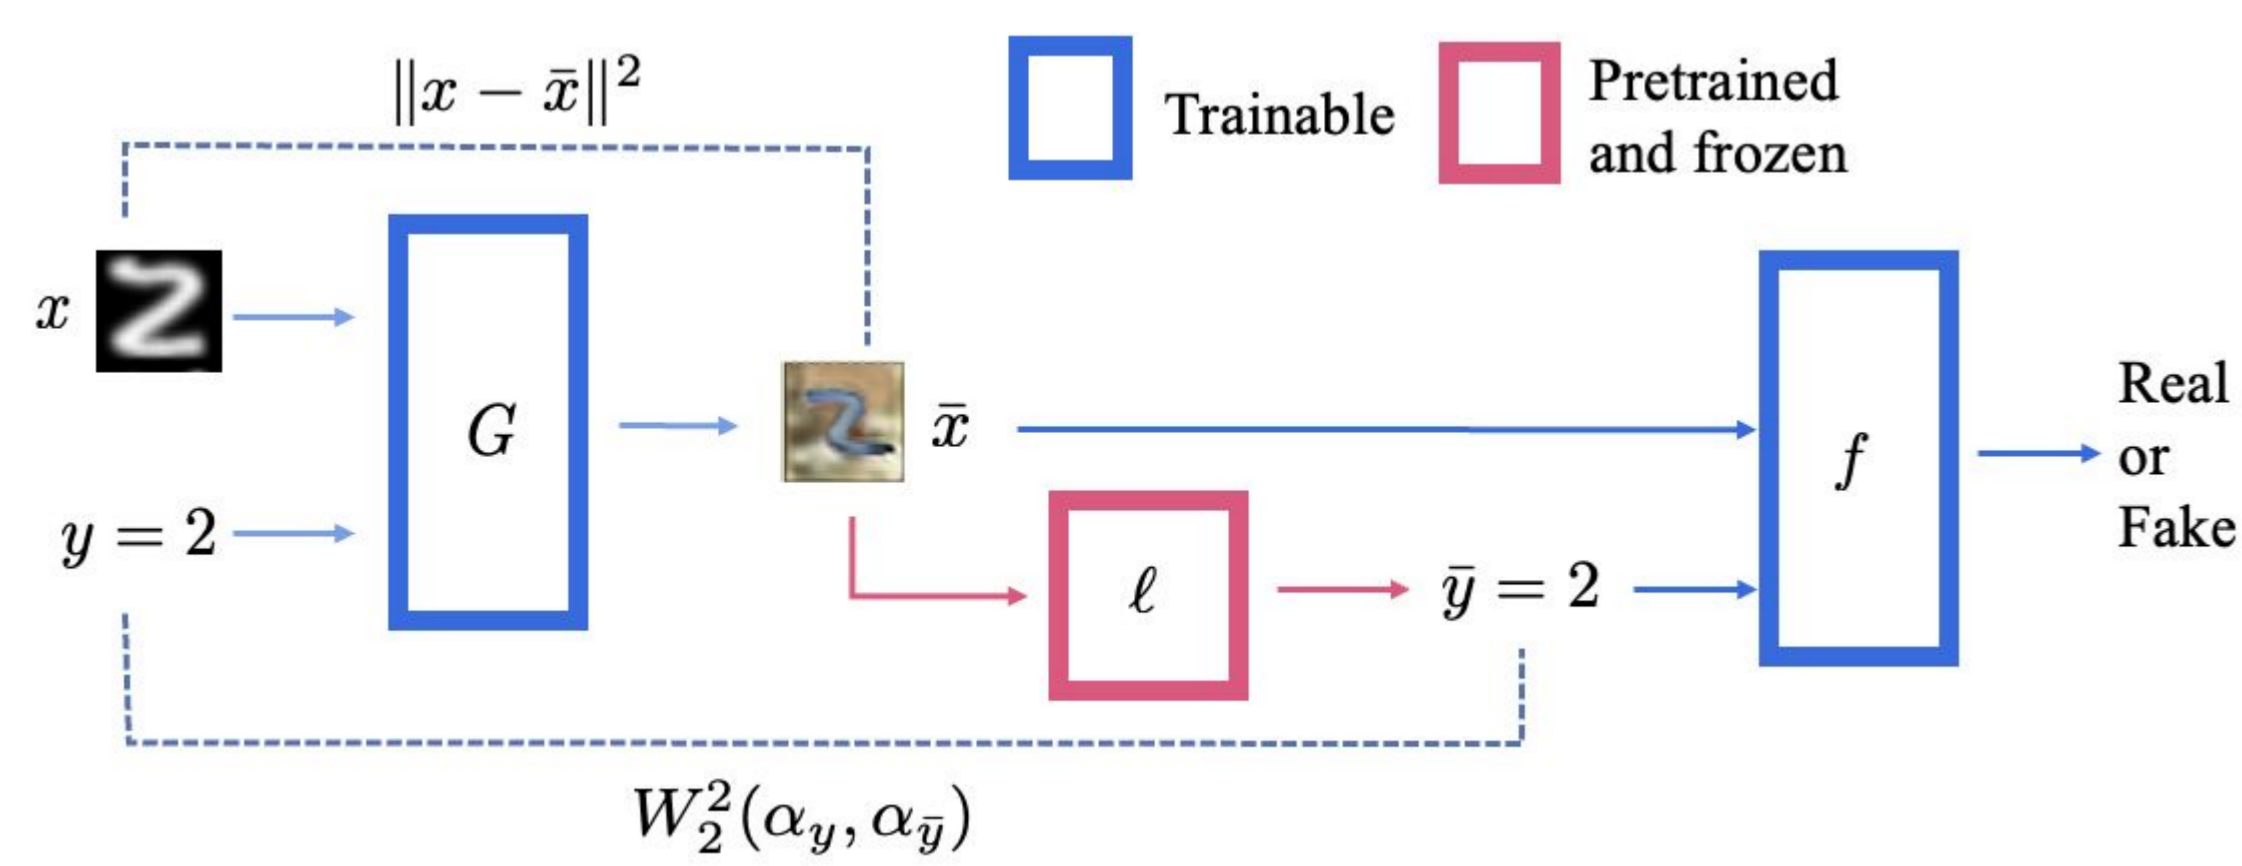 ‖x − x̄‖²
Trainable
Pretrained
and frozen
x
G
x̄
y = 2
ℓ
ȳ = 2
f
Real
or
Fake
W₂²(α_y, α_ȳ)